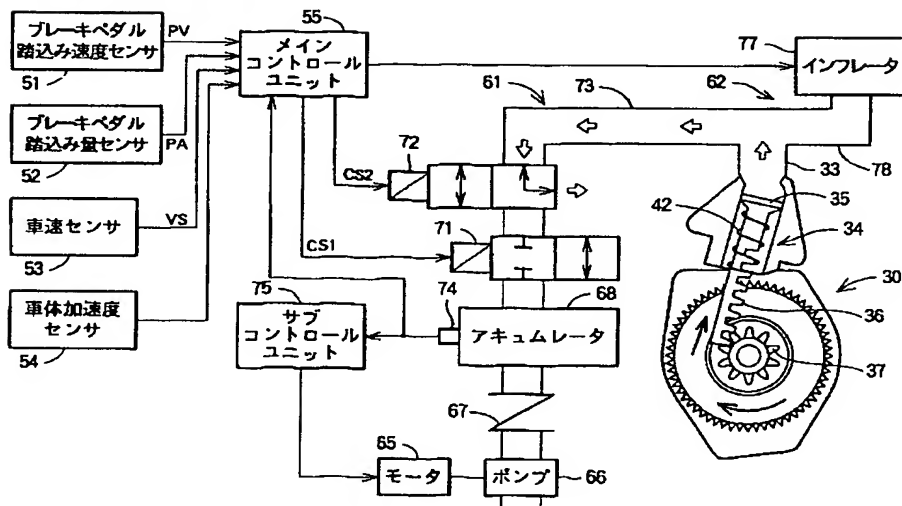 ブレーキペダル
踏込み速度センサ
51
PV
ブレーキペダル
踏込み量センサ
52
PA
車速センサ
53
VS
車体加速度
センサ
54
55
メイン
コントロール
ユニット
77
インフレータ
61
73
62
72
CS2
33
78
71
CS1
35
42
34
30
75
サブ
コントロール
ユニット
74
68
アキュムレータ
36
37
67
65
モータ
ポンプ
66